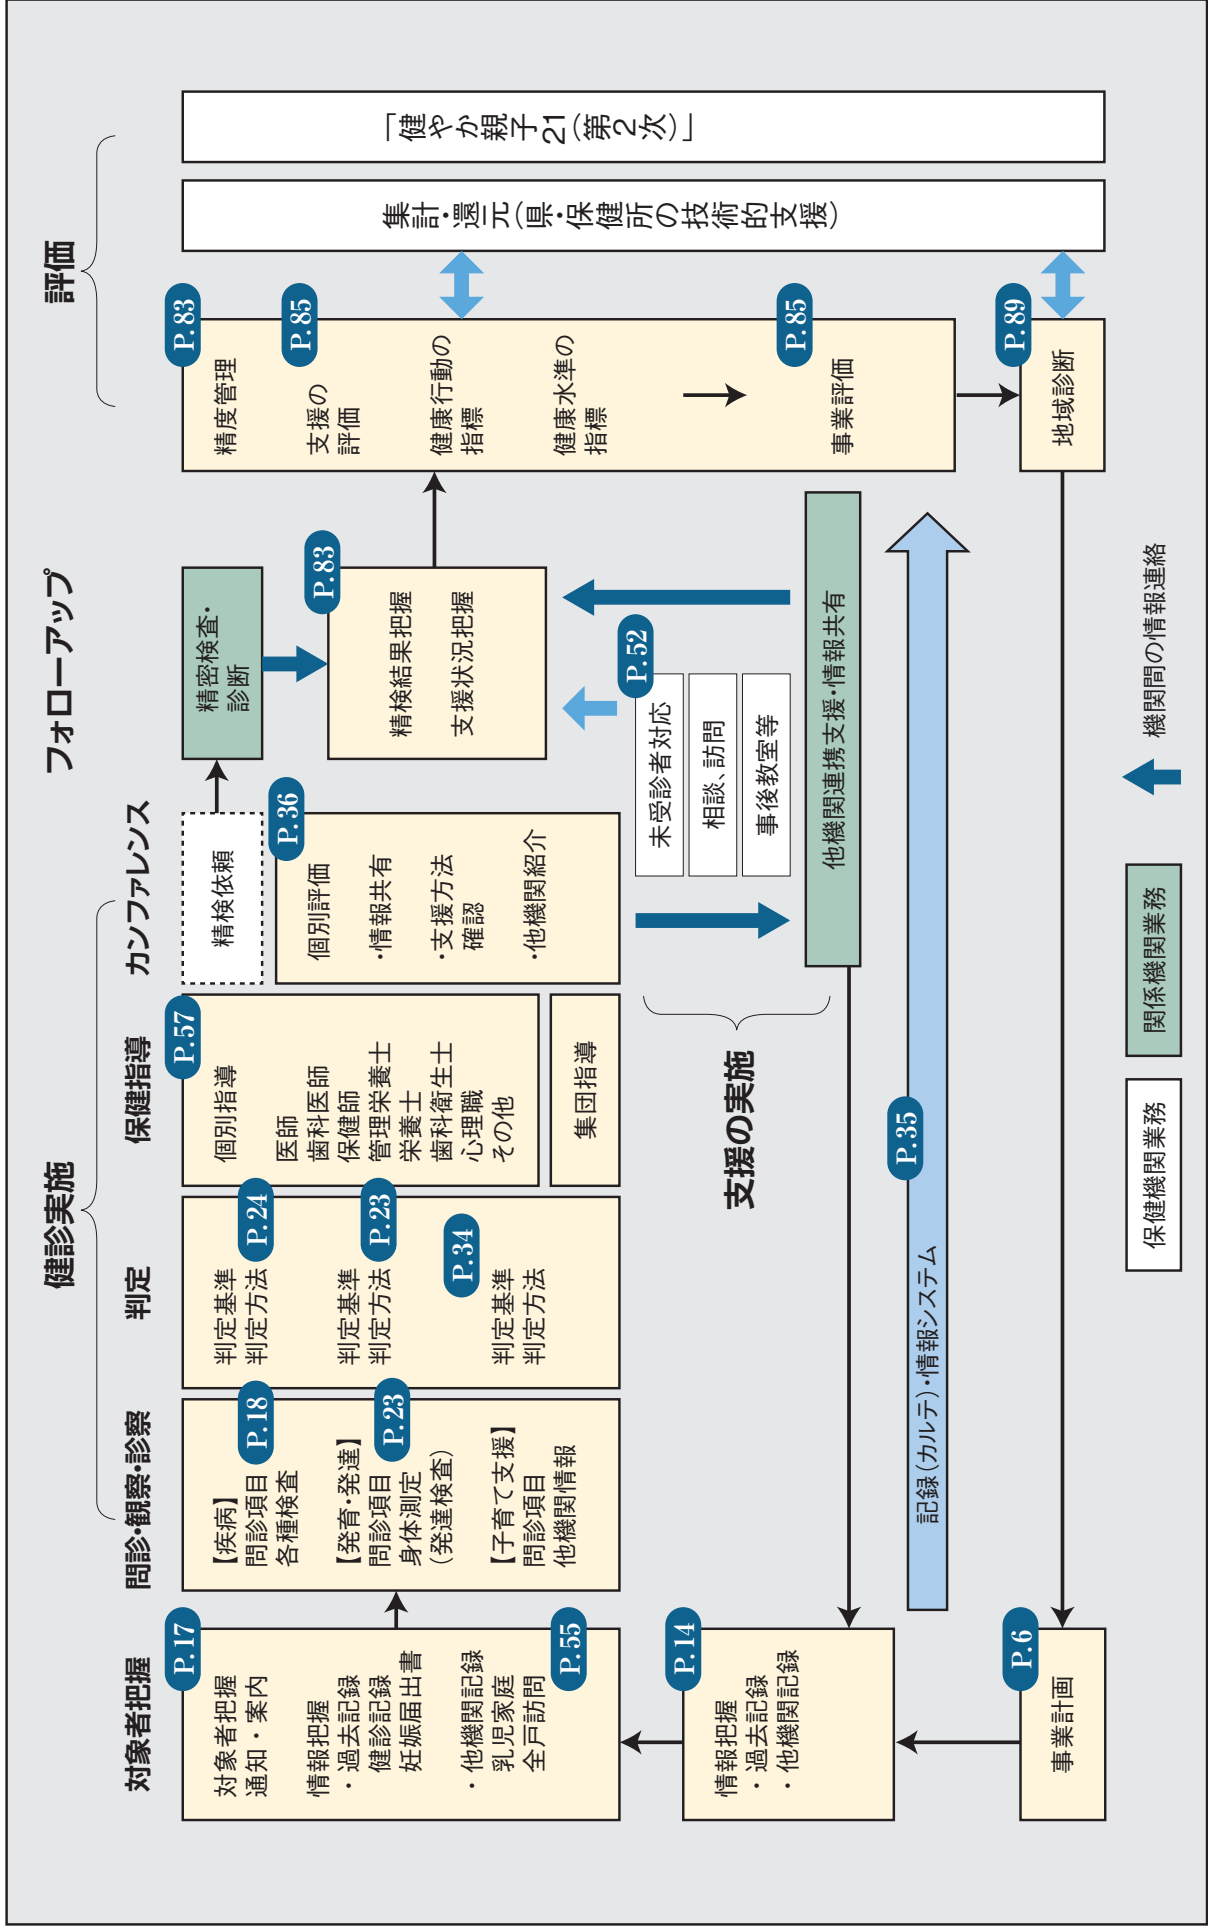 健診実施
フォローアップ
評価
対象者把握
問診・観察・診察
判定
保健指導
カンファレンス
P.17
対象者把握
通知・案内
情報把握
・過去記録
健診記録
妊娠届出書
・他機関記録
乳児家庭
全戸訪問
P.55
【疾病】
問診項目
各種検査
P.18
【発育・発達】
問診項目
身体測定
（発達検査）
P.23
【子育て支援】
問診項目
他機関情報
判定基準
判定方法
P.24
判定基準
判定方法
P.23
P.34
判定基準
判定方法
P.57
個別指導
医師
歯科医師
保健師
管理栄養士
栄養士
歯科衛生士
心理職
その他
集団指導
精検依頼
P.36
個別評価
・情報共有
・支援方法
確認
・他機関紹介
精密検査・
診断
P.83
精検結果把握
支援状況把握
P.52
未受診者対応
相談、訪問
事後教室等
他機関連携支援・情報共有
支援の実施
P.83
精度管理
P.85
支援の
評価
健康行動の
指標
健康水準の
指標
P.85
事業評価
P.89
地域診断
集計・還元（県・保健所の技術的支援）
「健やか親子21（第2次）」
P.14
情報把握
・過去記録
・他機関記録
P.35
記録（カルテ）・情報システム
P.6
事業計画
保健機関業務
関係機関業務
機関間の情報連絡